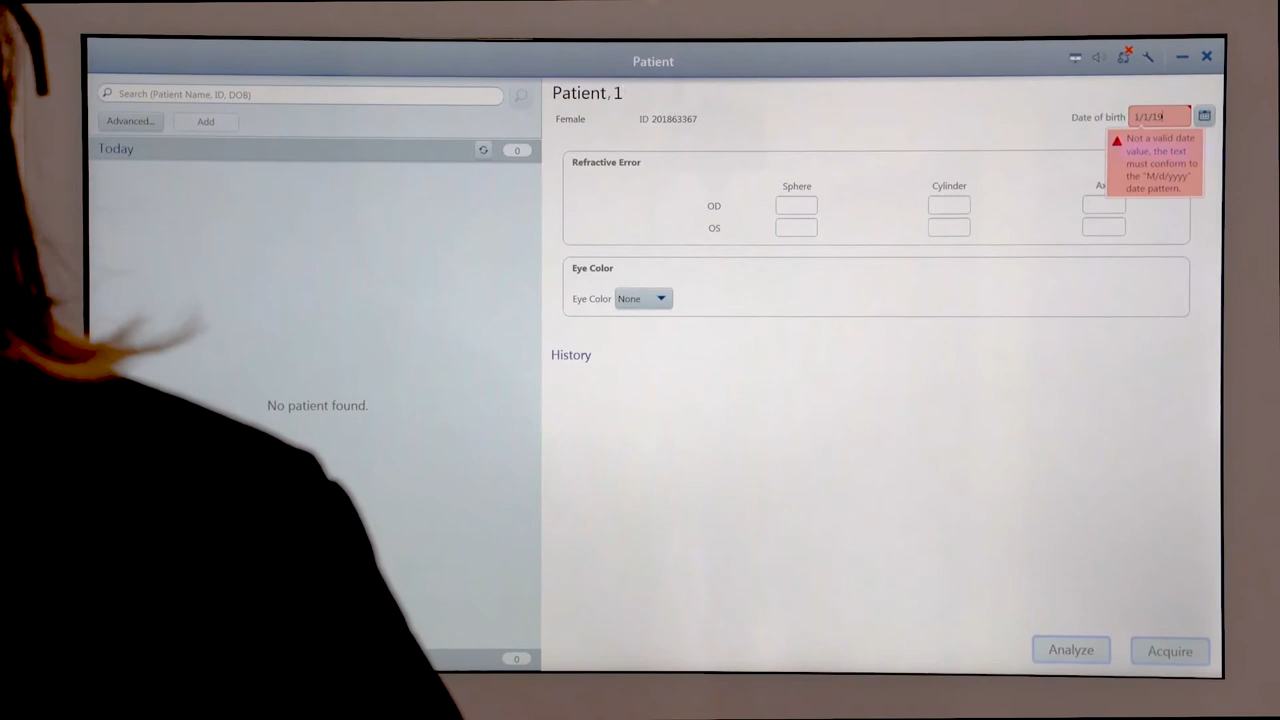 Patient
Search (Patient Name, ID, DOB)
Advanced...
Add
Today
0
No patient found.
0
Patient, 1
Female
ID 201863367
Date of birth
1/1/19
Not a valid date
value, the text
must conform to
the "M/d/yyyy"
date pattern.
Refractive Error
Sphere
Cylinder
OD
OS
Eye Color
Eye Color
None
History
Analyze
Acquire